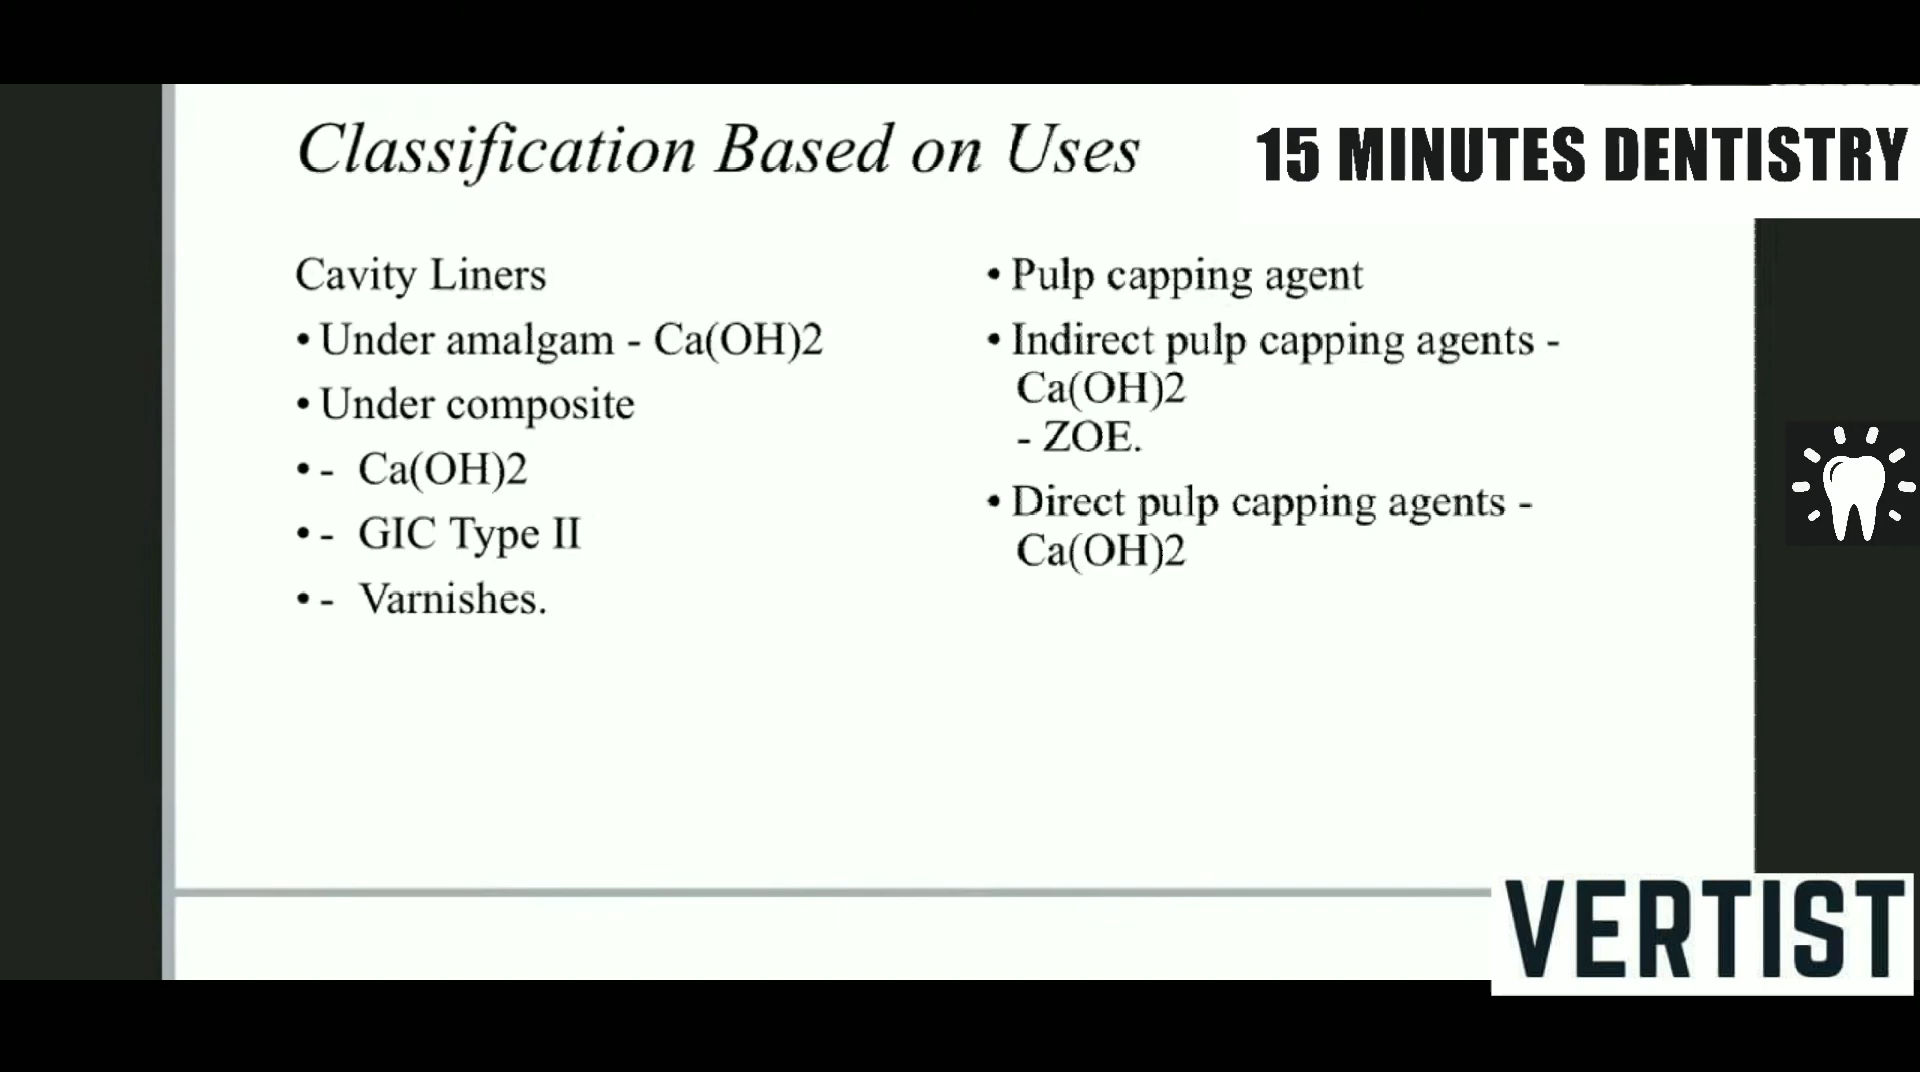 Classification Based on Uses
15 MINUTES DENTISTRY
Cavity Liners
• Under amalgam - Ca(OH)2
• Under composite
• - Ca(OH)2
• - GIC Type II
• - Varnishes.
• Pulp capping agent
• Indirect pulp capping agents -
Ca(OH)2
- ZOE.
• Direct pulp capping agents -
Ca(OH)2
VERTIST